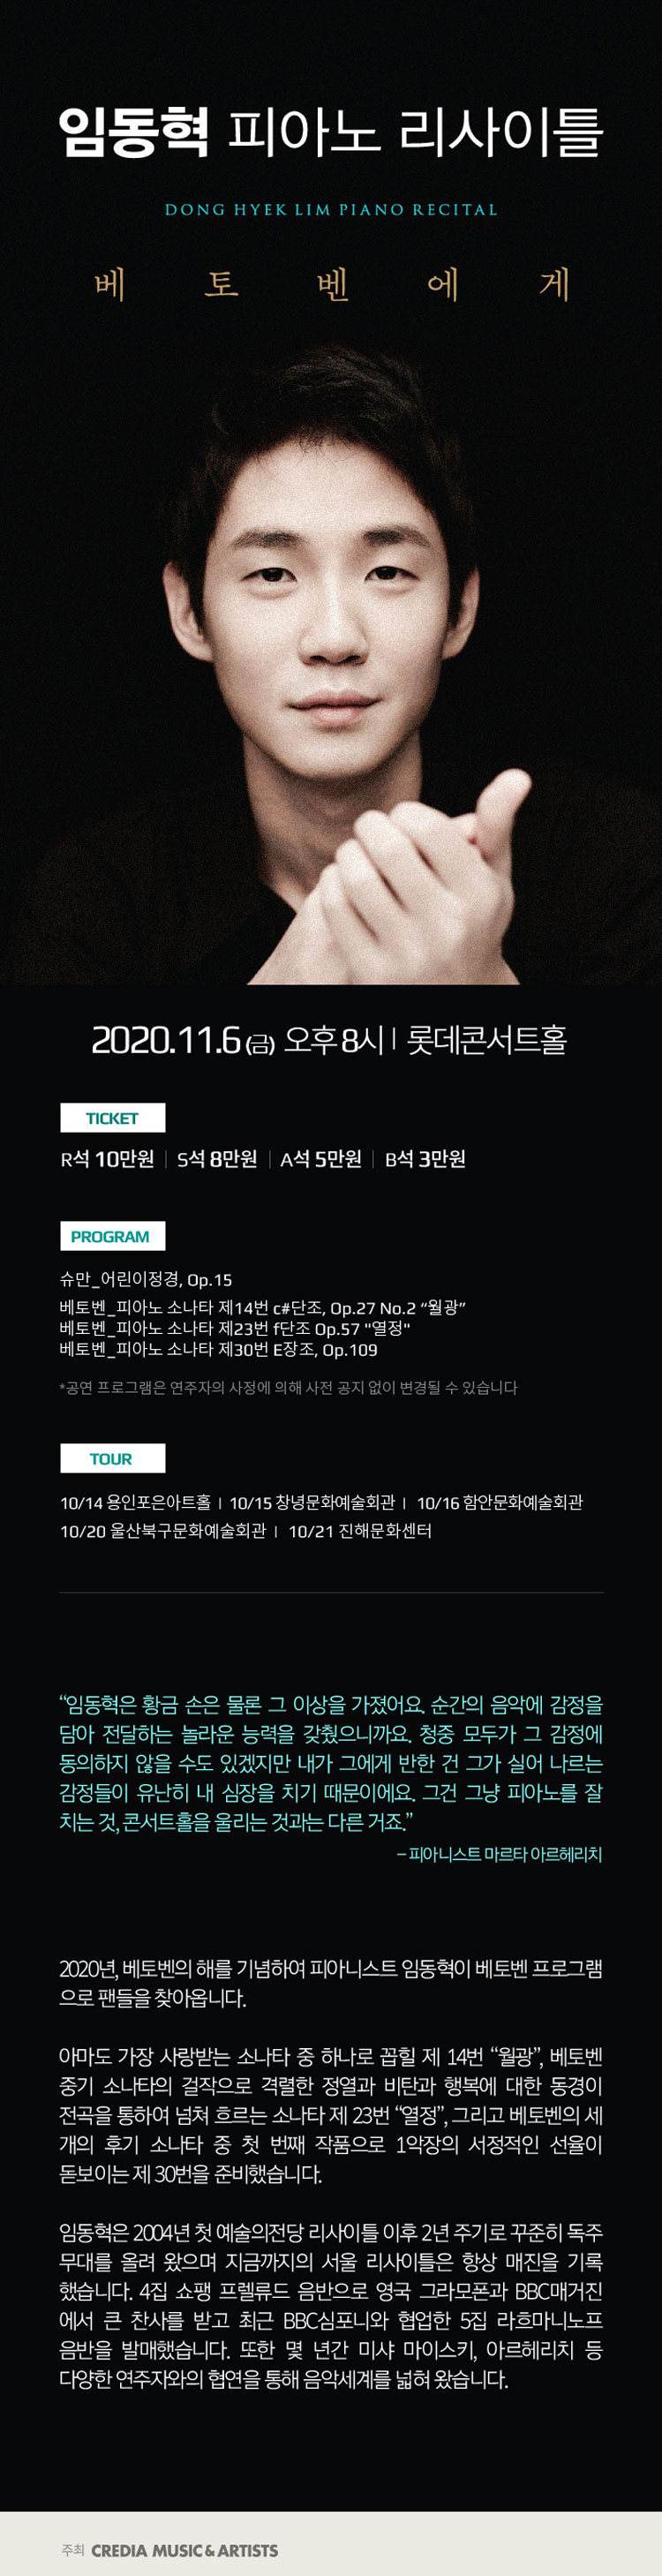 임동혁 피아노 리사이틀
DONG HYEK LIM PIANO RECITAL
베 토 벤 에 게
2020.11.6 (금) 오후 8시 | 롯데콘서트홀
TICKET
R석 10만원 | S석 8만원 | A석 5만원 | B석 3만원
PROGRAM
슈만_어린이정경, Op.15
베토벤_피아노 소나타 제14번 c#단조, Op.27 No.2 “월광”
베토벤_피아노 소나타 제23번 f단조 Op.57 "열정"
베토벤_피아노 소나타 제30번 E장조, Op.109
*공연 프로그램은 연주자의 사정에 의해 사전 공지 없이 변경될 수 있습니다
TOUR
10/14 용인포은아트홀 | 10/15 창녕문화예술회관 | 10/16 함안문화예술회관
10/20 울산북구문화예술회관 | 10/21 진해문화센터
“임동혁은 황금 손은 물론 그 이상을 가졌어요. 순간의 음악에 감정을
담아 전달하는 놀라운 능력을 갖췄으니까요. 청중 모두가 그 감정에
동의하지 않을 수도 있겠지만 내가 그에게 반한 건 그가 실어 나르는
감정들이 유난히 내 심장을 치기 때문이에요. 그건 그냥 피아노를 잘
치는 것, 콘서트홀을 울리는 것과는 다른 거죠.”
– 피아니스트 마르타 아르헤리치
2020년, 베토벤의 해를 기념하여 피아니스트 임동혁이 베토벤 프로그램
으로 팬들을 찾아옵니다.
아마도 가장 사랑받는 소나타 중 하나로 꼽힐 제 14번 “월광”, 베토벤
중기 소나타의 걸작으로 격렬한 정열과 비탄과 행복에 대한 동경이
전곡을 통하여 넘쳐 흐르는 소나타 제 23번 “열정”, 그리고 베토벤의 세
개의 후기 소나타 중 첫 번째 작품으로 1악장의 서정적인 선율이
돋보이는 제 30번을 준비했습니다.
임동혁은 2004년 첫 예술의전당 리사이틀 이후 2년 주기로 꾸준히 독주
무대를 올려 왔으며 지금까지의 서울 리사이틀은 항상 매진을 기록
했습니다. 4집 쇼팽 프렐류드 음반으로 영국 그라모폰과 BBC매거진
에서 큰 찬사를 받고 최근 BBC심포니와 협업한 5집 라흐마니노프
음반을 발매했습니다. 또한 몇 년간 미샤 마이스키, 아르헤리치 등
다양한 연주자와의 협연을 통해 음악세계를 넓혀 왔습니다.
주최 CREDIA MUSIC & ARTISTS